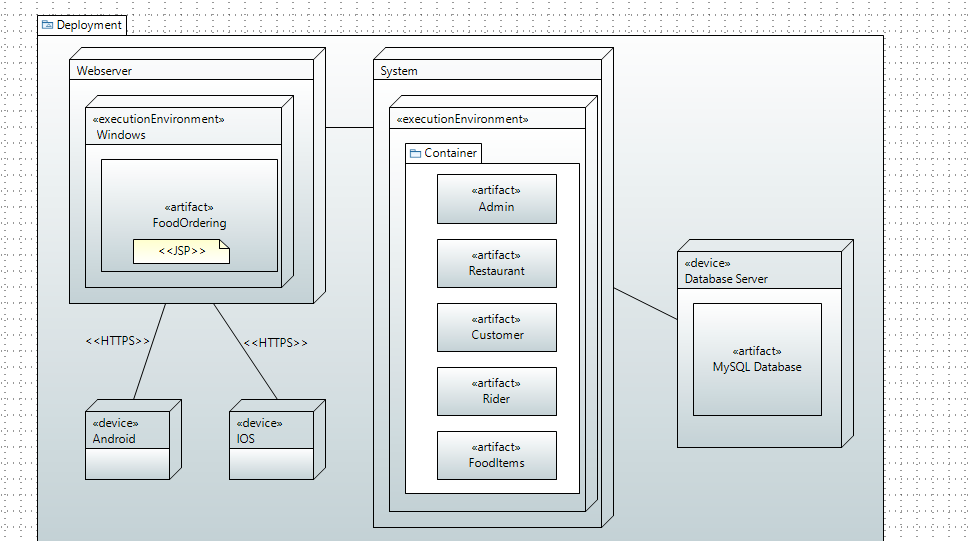 Deployment
Webserver
«executionEnvironment»
Windows
«artifact»
FoodOrdering
<<JSP>>
<<HTTPS>>
<<HTTPS>>
«device»
Android
«device»
IOS
System
«executionEnvironment»
Container
«artifact»
Admin
«artifact»
Restaurant
«artifact»
Customer
«artifact»
Rider
«artifact»
FoodItems
«device»
Database Server
«artifact»
MySQL Database